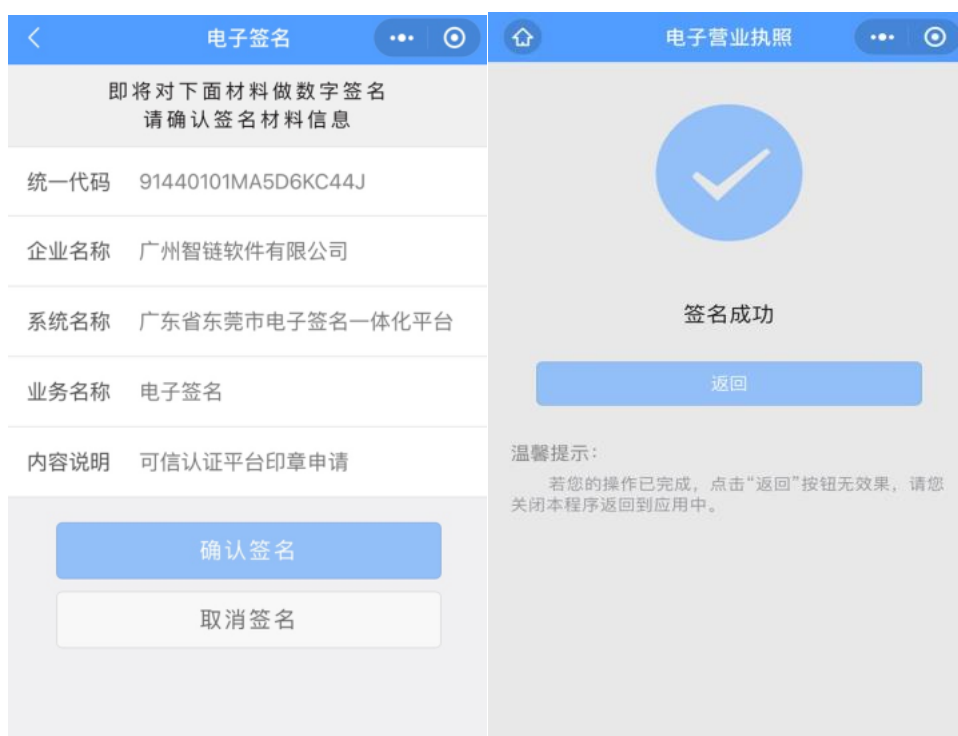 电子签名
即将对下面材料做数字签名
请确认签名材料信息
统一代码 91440101MA5D6KC44J
企业名称 广州智链软件有限公司
系统名称 广东省东莞市电子签名一体化平台
业务名称 电子签名
内容说明 可信认证平台印章申请
确认签名
取消签名
电子营业执照
签名成功
返回
温馨提示：
若您的操作已完成，点击“返回”按钮无效果，请您
关闭本程序返回到应用中。